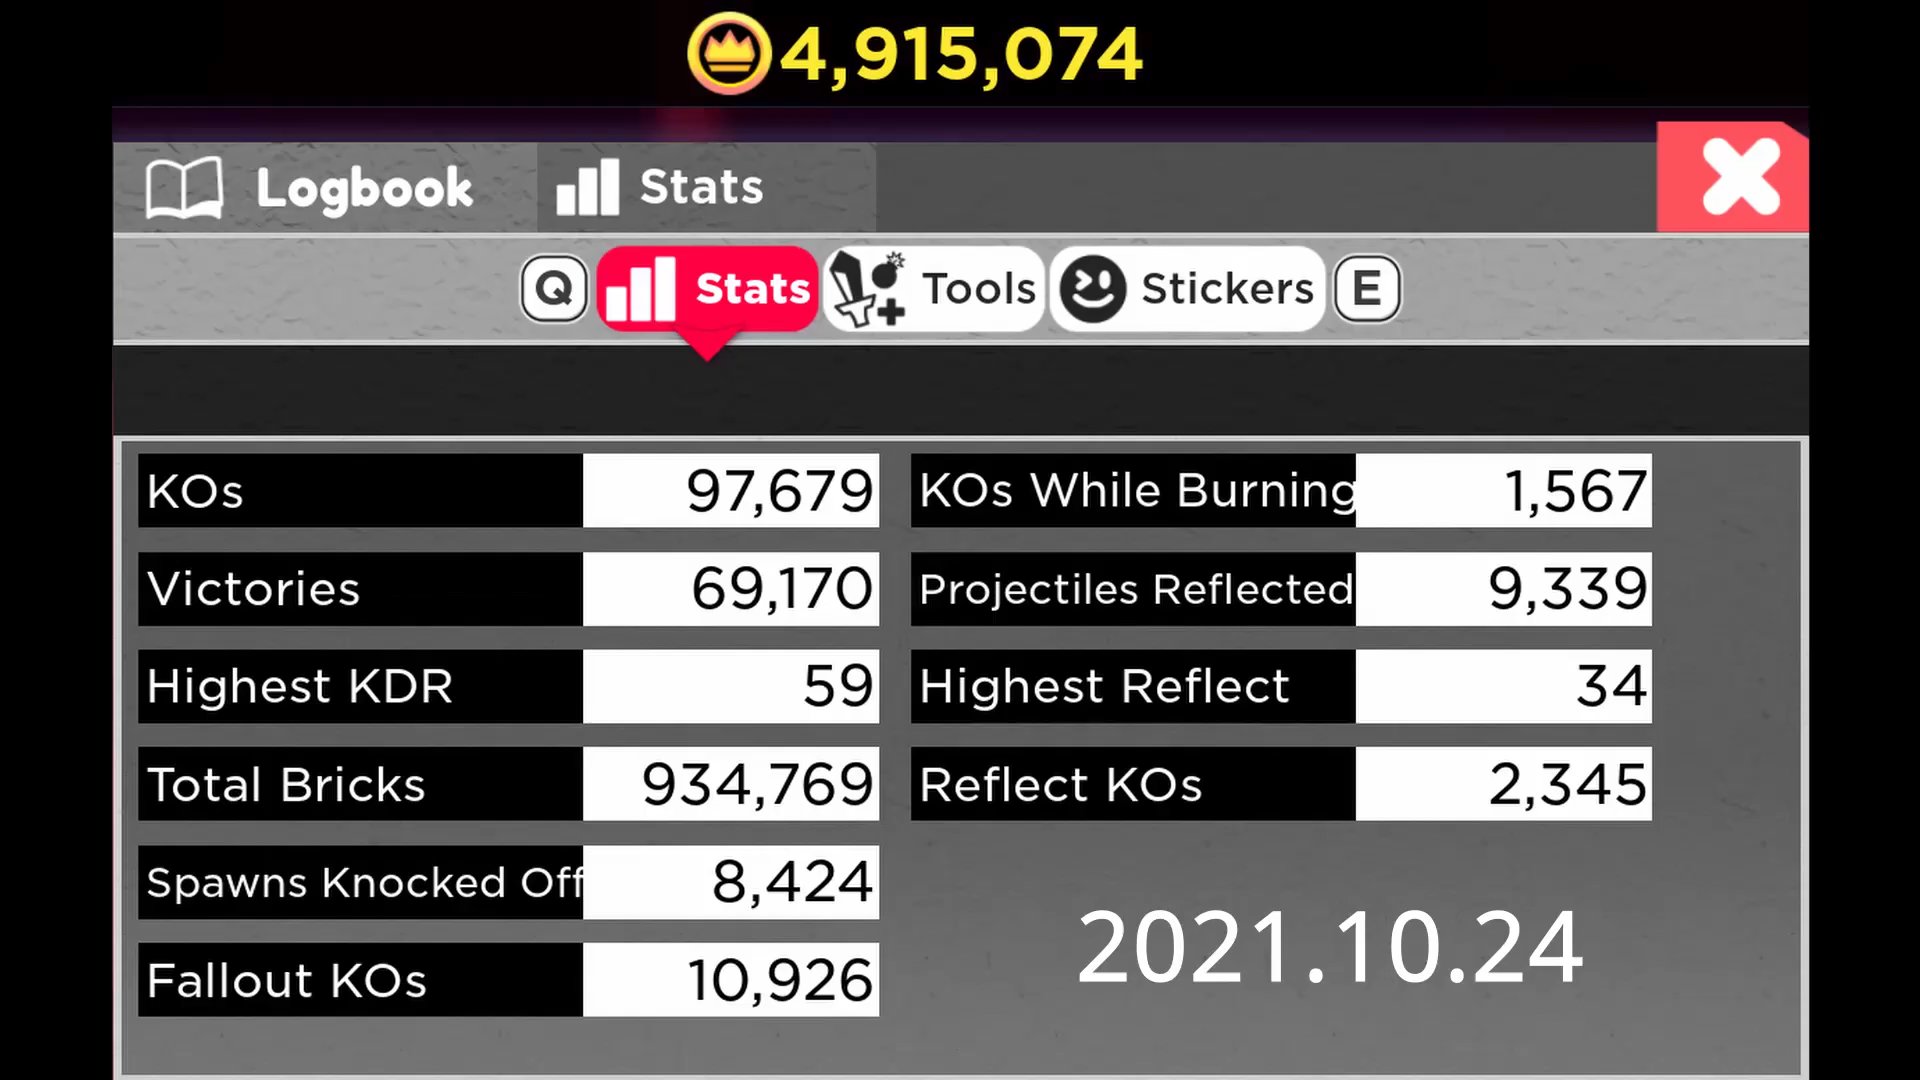 4,915,074
Logbook Stats
Q Stats Tools Stickers E
KOs 97,679
Victories 69,170
Highest KDR 59
Total Bricks 934,769
Spawns Knocked Off 8,424
Fallout KOs 10,926
KOs While Burning 1,567
Projectiles Reflected 9,339
Highest Reflect 34
Reflect KOs 2,345
2021.10.24